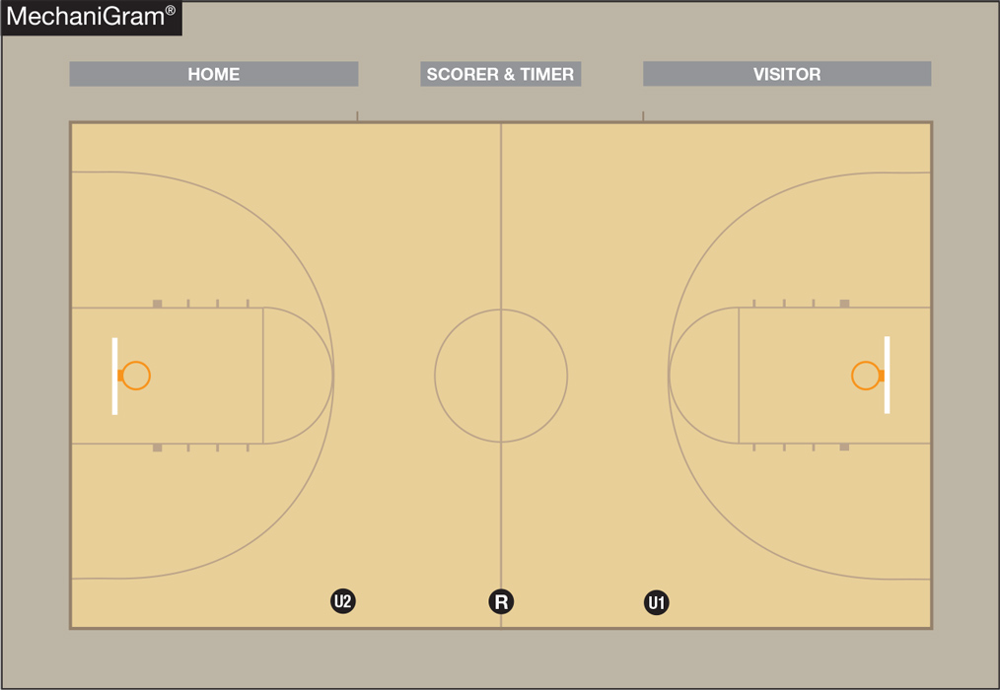 MechaniGram®
HOME
SCORER & TIMER
VISITOR
U2
R
U1